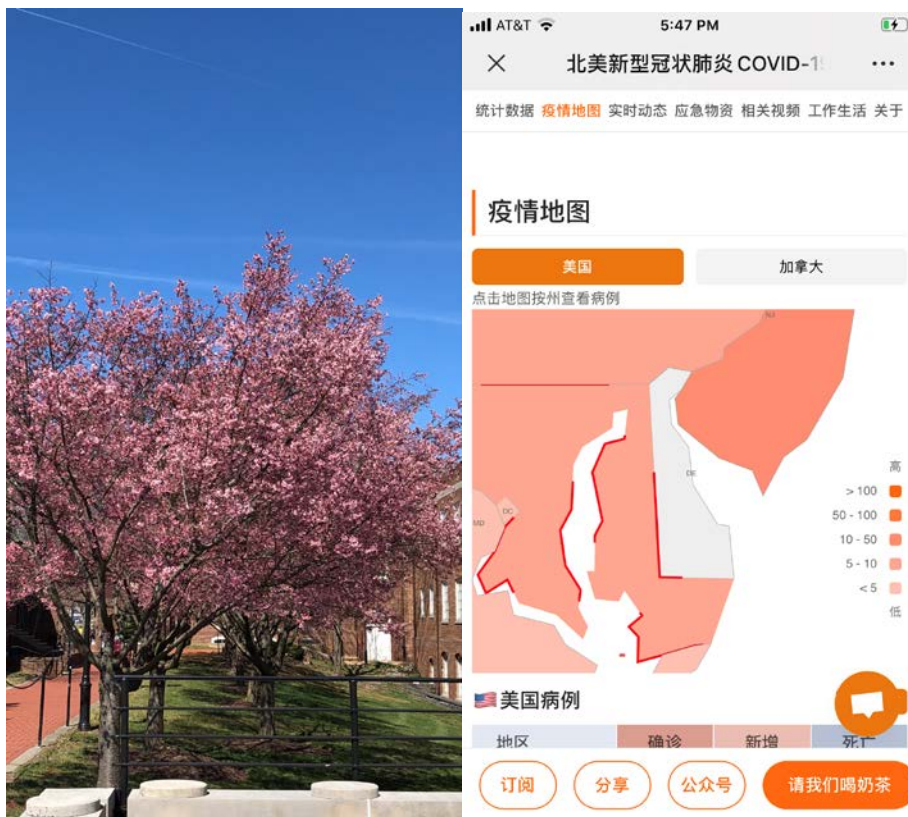 AT&T 5:47 PM
北美新型冠状肺炎 COVID-1
统计数据 疫情地图 实时动态 应急物资 相关视频 工作生活 关于
疫情地图
美国 加拿大
点击地图按州查看病例
NJ
DE
DC
MD
高
> 100
50 - 100
10 - 50
5 - 10
< 5
低
美国病例
地区 确诊 新增 死亡
订阅 分享 公众号 请我们喝奶茶